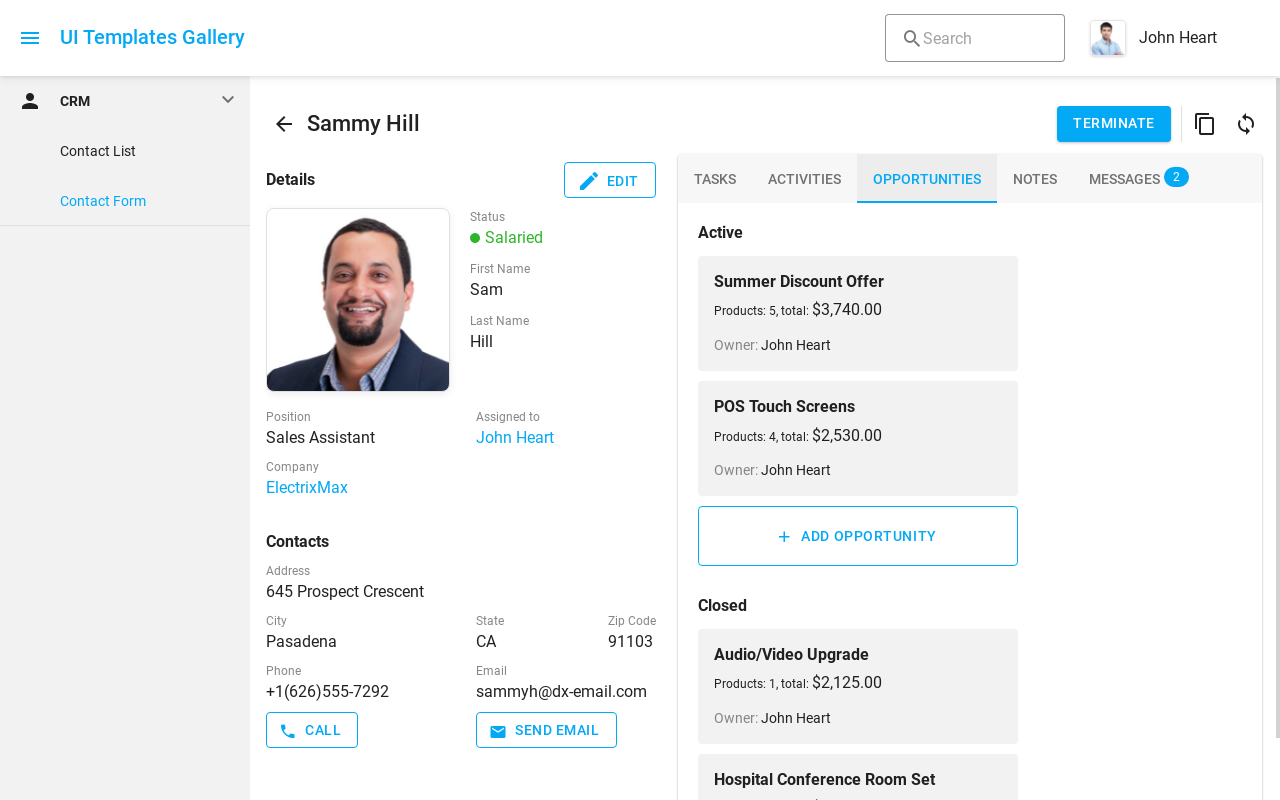 UI Templates Gallery
Search
John Heart
CRM
Contact List
Contact Form
Sammy Hill
TERMINATE
Details
EDIT
Status
Salaried
First Name
Sam
Last Name
Hill
Position
Sales Assistant
Assigned to
John Heart
Company
ElectrixMax
Contacts
Address
645 Prospect Crescent
City
Pasadena
State
CA
Zip Code
91103
Phone
+1(626)555-7292
Email
sammyh@dx-email.com
CALL
SEND EMAIL
TASKS
ACTIVITIES
OPPORTUNITIES
NOTES
MESSAGES 2
Active
Summer Discount Offer
Products: 5, total: $3,740.00
Owner: John Heart
POS Touch Screens
Products: 4, total: $2,530.00
Owner: John Heart
ADD OPPORTUNITY
Closed
Audio/Video Upgrade
Products: 1, total: $2,125.00
Owner: John Heart
Hospital Conference Room Set